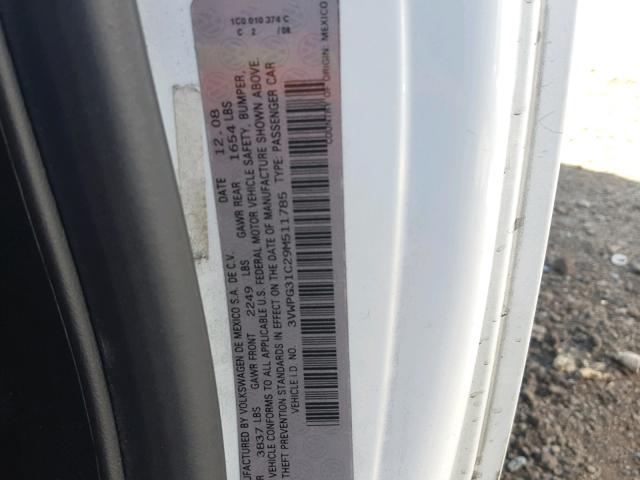 1C0 010 374 C
C 2 /08
MANUFACTURED BY VOLKSWAGEN DE MEXICO S.A. DE C.V. DATE 12.08
3837 LBS GAWR FRONT 2249 LBS GAWR REAR 1654 LBS
VEHICLE CONFORMS TO ALL APPLICABLE U.S. FEDERAL MOTOR VEHICLE SAFETY, BUMPER,
THEFT PREVENTION STANDARDS IN EFFECT ON THE DATE OF MANUFACTURE SHOWN ABOVE.
VEHICLE I.D. NO. 3VWPG31C29M511785 TYPE: PASSENGER CAR
COUNTRY OF ORIGIN: MEXICO